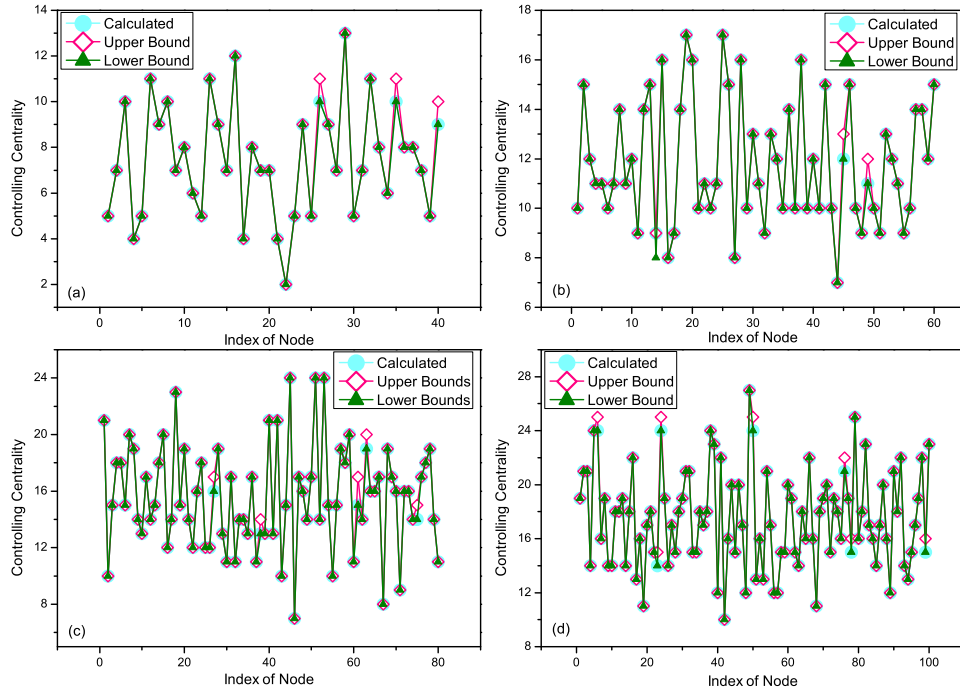 Calculated
Upper Bound
Lower Bound
14
12
10
8
6
4
2
Controlling Centrality
(a)
0 10 20 30 40
Index of Node
Calculated
Upper Bound
Lower Bound
18
16
14
12
10
8
6
Controlling Centrality
(b)
0 10 20 30 40 50 60
Index of Node
Calculated
Upper Bounds
Lower Bounds
24
20
16
12
8
Controlling Centrality
(c)
0 20 40 60 80
Index of Node
Calculated
Upper Bound
Lower Bound
28
24
20
16
12
8
Controlling Centrality
(d)
0 20 40 60 80 100
Index of Node